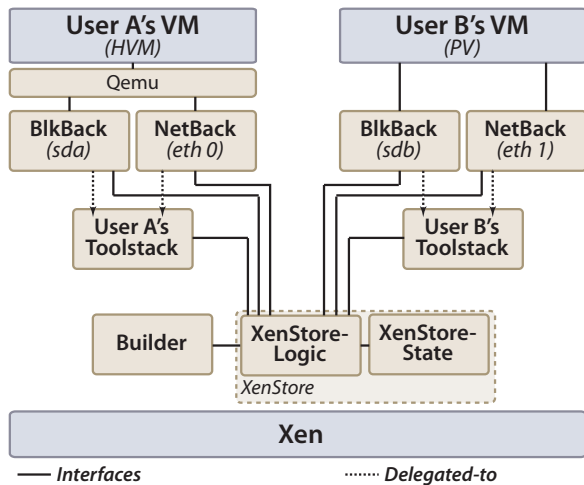 User A's VM
(HVM)
User B's VM
(PV)
Qemu
BlkBack
(sda)
NetBack
(eth 0)
BlkBack
(sdb)
NetBack
(eth 1)
User A's
Toolstack
User B's
Toolstack
Builder
XenStore-
Logic
XenStore-
State
XenStore
Xen
Interfaces
Delegated-to